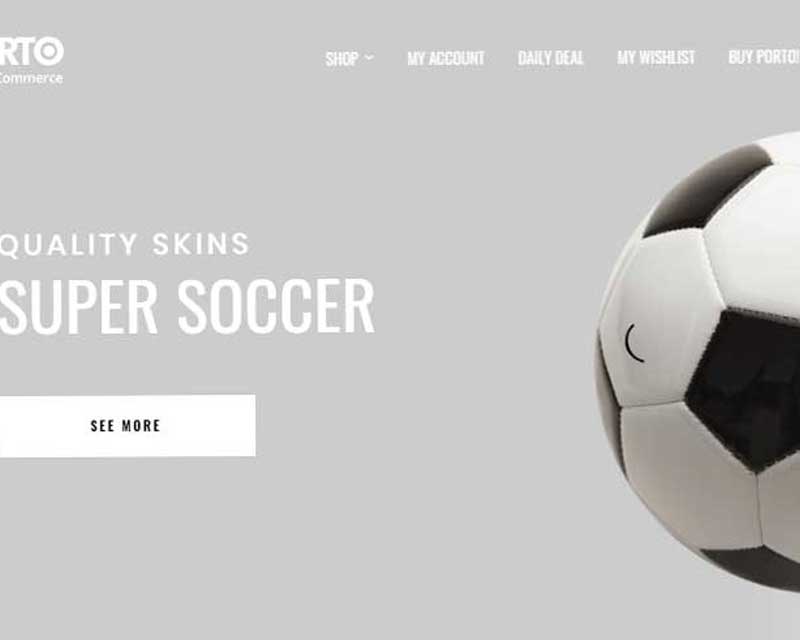 RTO
Commerce
SHOP MY ACCOUNT DAILY DEAL MY WISHLIST BUY PORTO!
QUALITY SKINS
SUPER SOCCER
SEE MORE